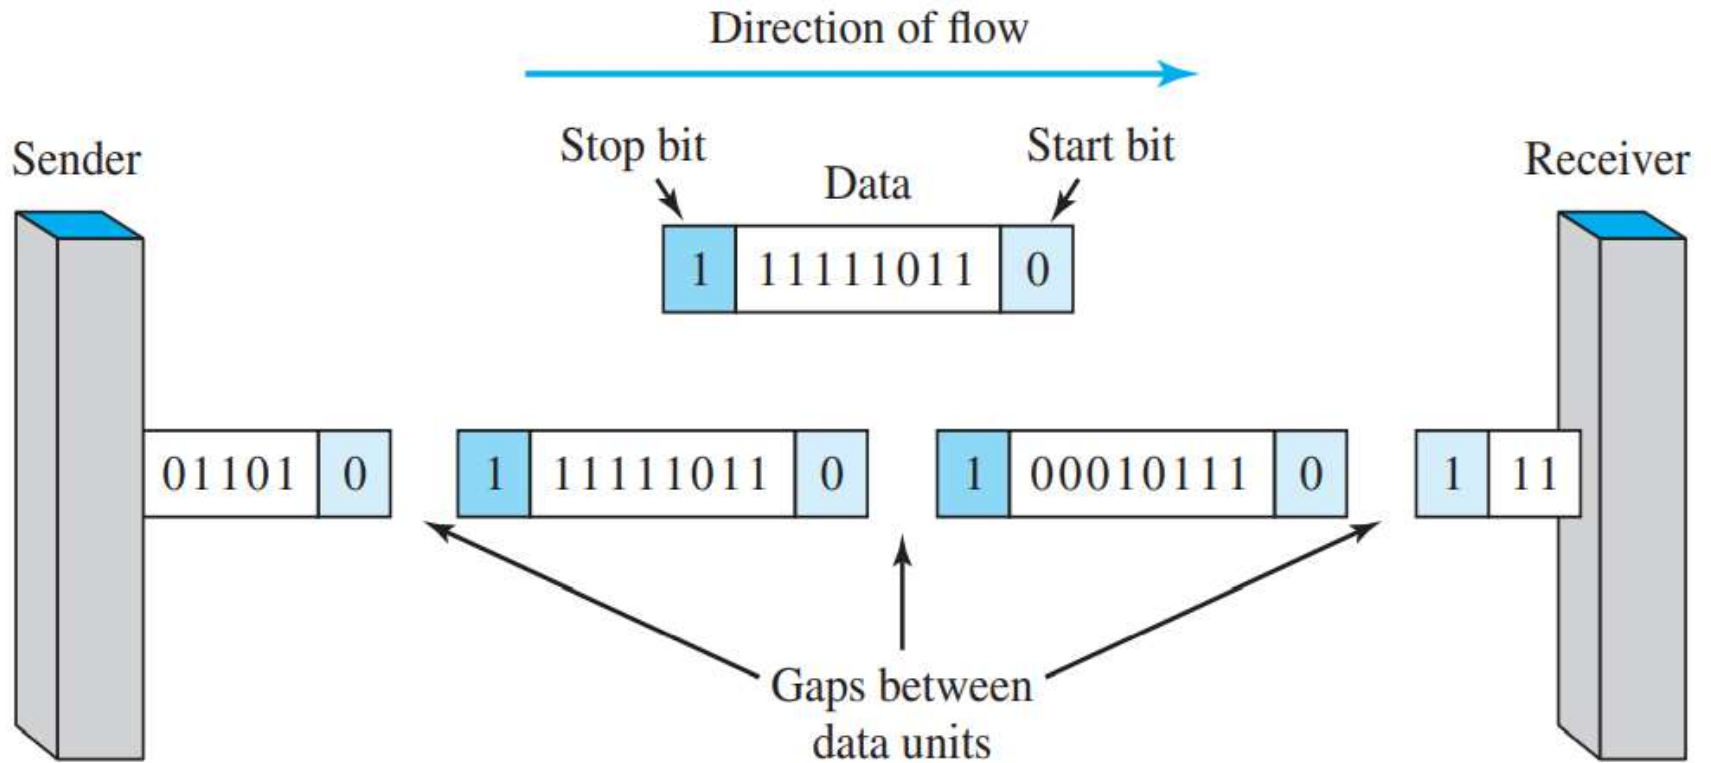 Direction of flow
Sender
Stop bit
Data
Start bit
Receiver
1 11111011 0
01101 0
1 11111011 0
1 00010111 0
1 11
Gaps between
data units